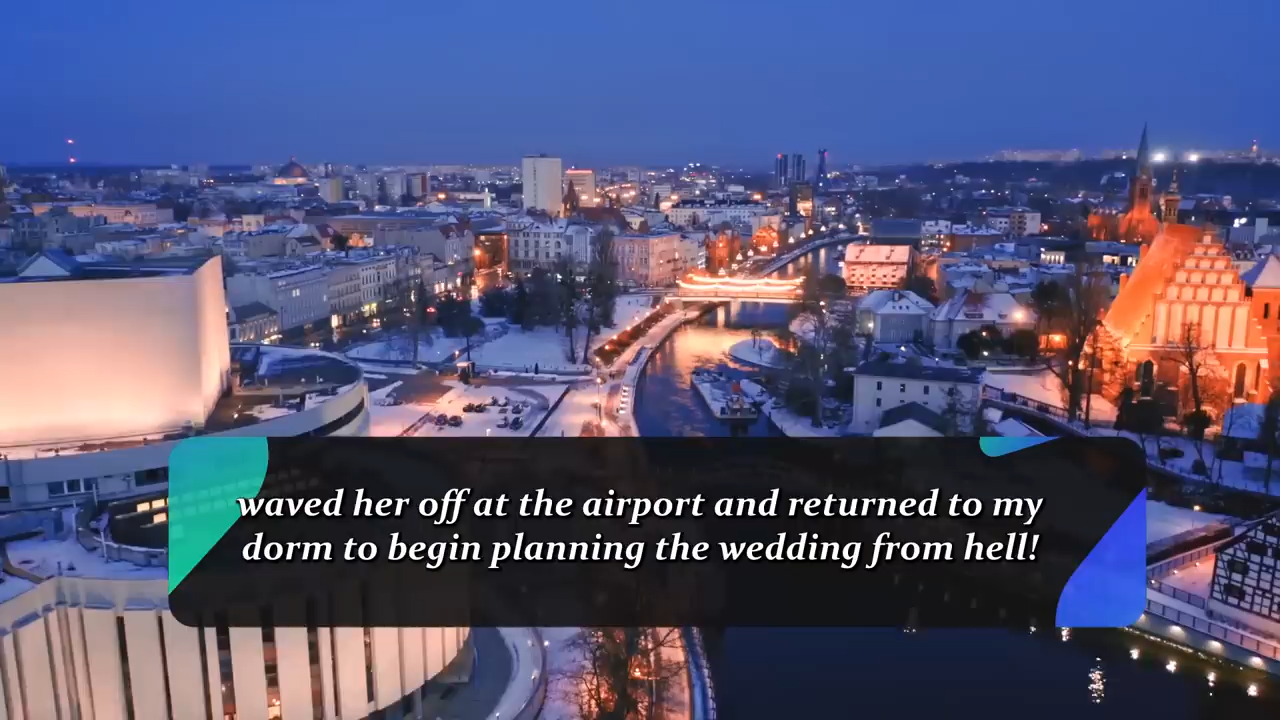 waved her off at the airport and returned to my
dorm to begin planning the wedding from hell!